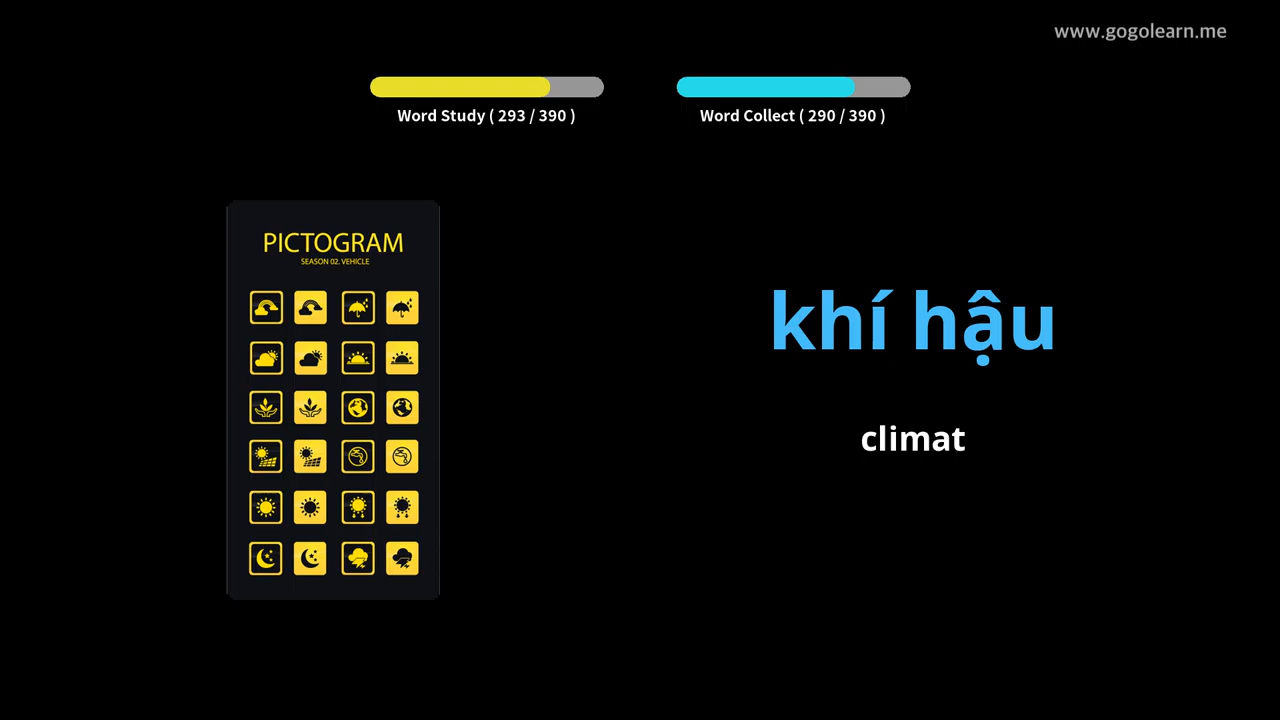 www.gogolearn.me
Word Study ( 293 / 390 )
Word Collect ( 290 / 390 )
PICTOGRAM
SEASON 02. VEHICLE
khí hậu
climat